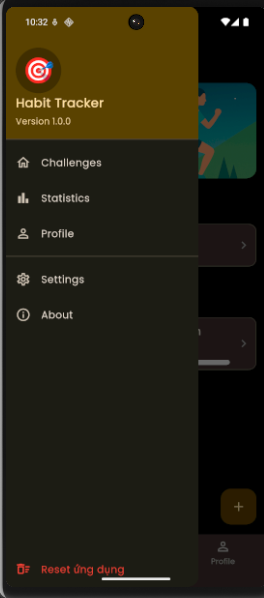 10:32
Habit Tracker
Version 1.0.0
Challenges
Statistics
Profile
Settings
About
Profile
Reset ứng dụng